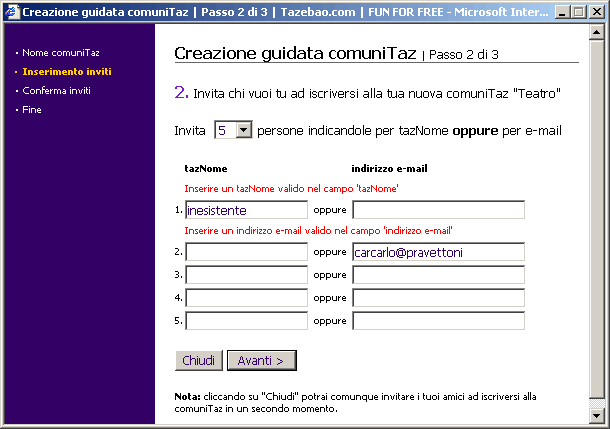 Creazione guidata comuniTaz | Passo 2 di 3 | Tazebao.com | FUN FOR FREE - Microsoft Inter...
· Nome comuniTaz
· Inserimento inviti
· Conferma inviti
· Fine
Creazione guidata comuniTaz | Passo 2 di 3
2. Invita chi vuoi tu ad iscriversi alla tua nuova comuniTaz "Teatro"
Invita 5 persone indicandole per tazNome oppure per e-mail
tazNome indirizzo e-mail
Inserire un tazNome valido nel campo 'tazNome'
1. inesistente oppure
Inserire un indirizzo e-mail valido nel campo 'indirizzo e-mail'
2. oppure carcarlo@pravettoni
3. oppure
4. oppure
5. oppure
Chiudi Avanti >
Nota: cliccando su "Chiudi" potrai comunque invitare i tuoi amici ad iscriversi alla
comuniTaz in un secondo momento.